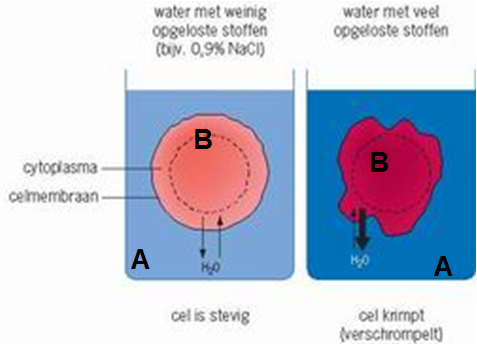 water met weinig
opgeloste stoffen
(bijv. 0,9% NaCl)
water met veel
opgeloste stoffen
B
cytoplasma
celmembraan
A
H₂O
cel is stevig
B
H₂O
A
cel krimpt
(verschrompelt)